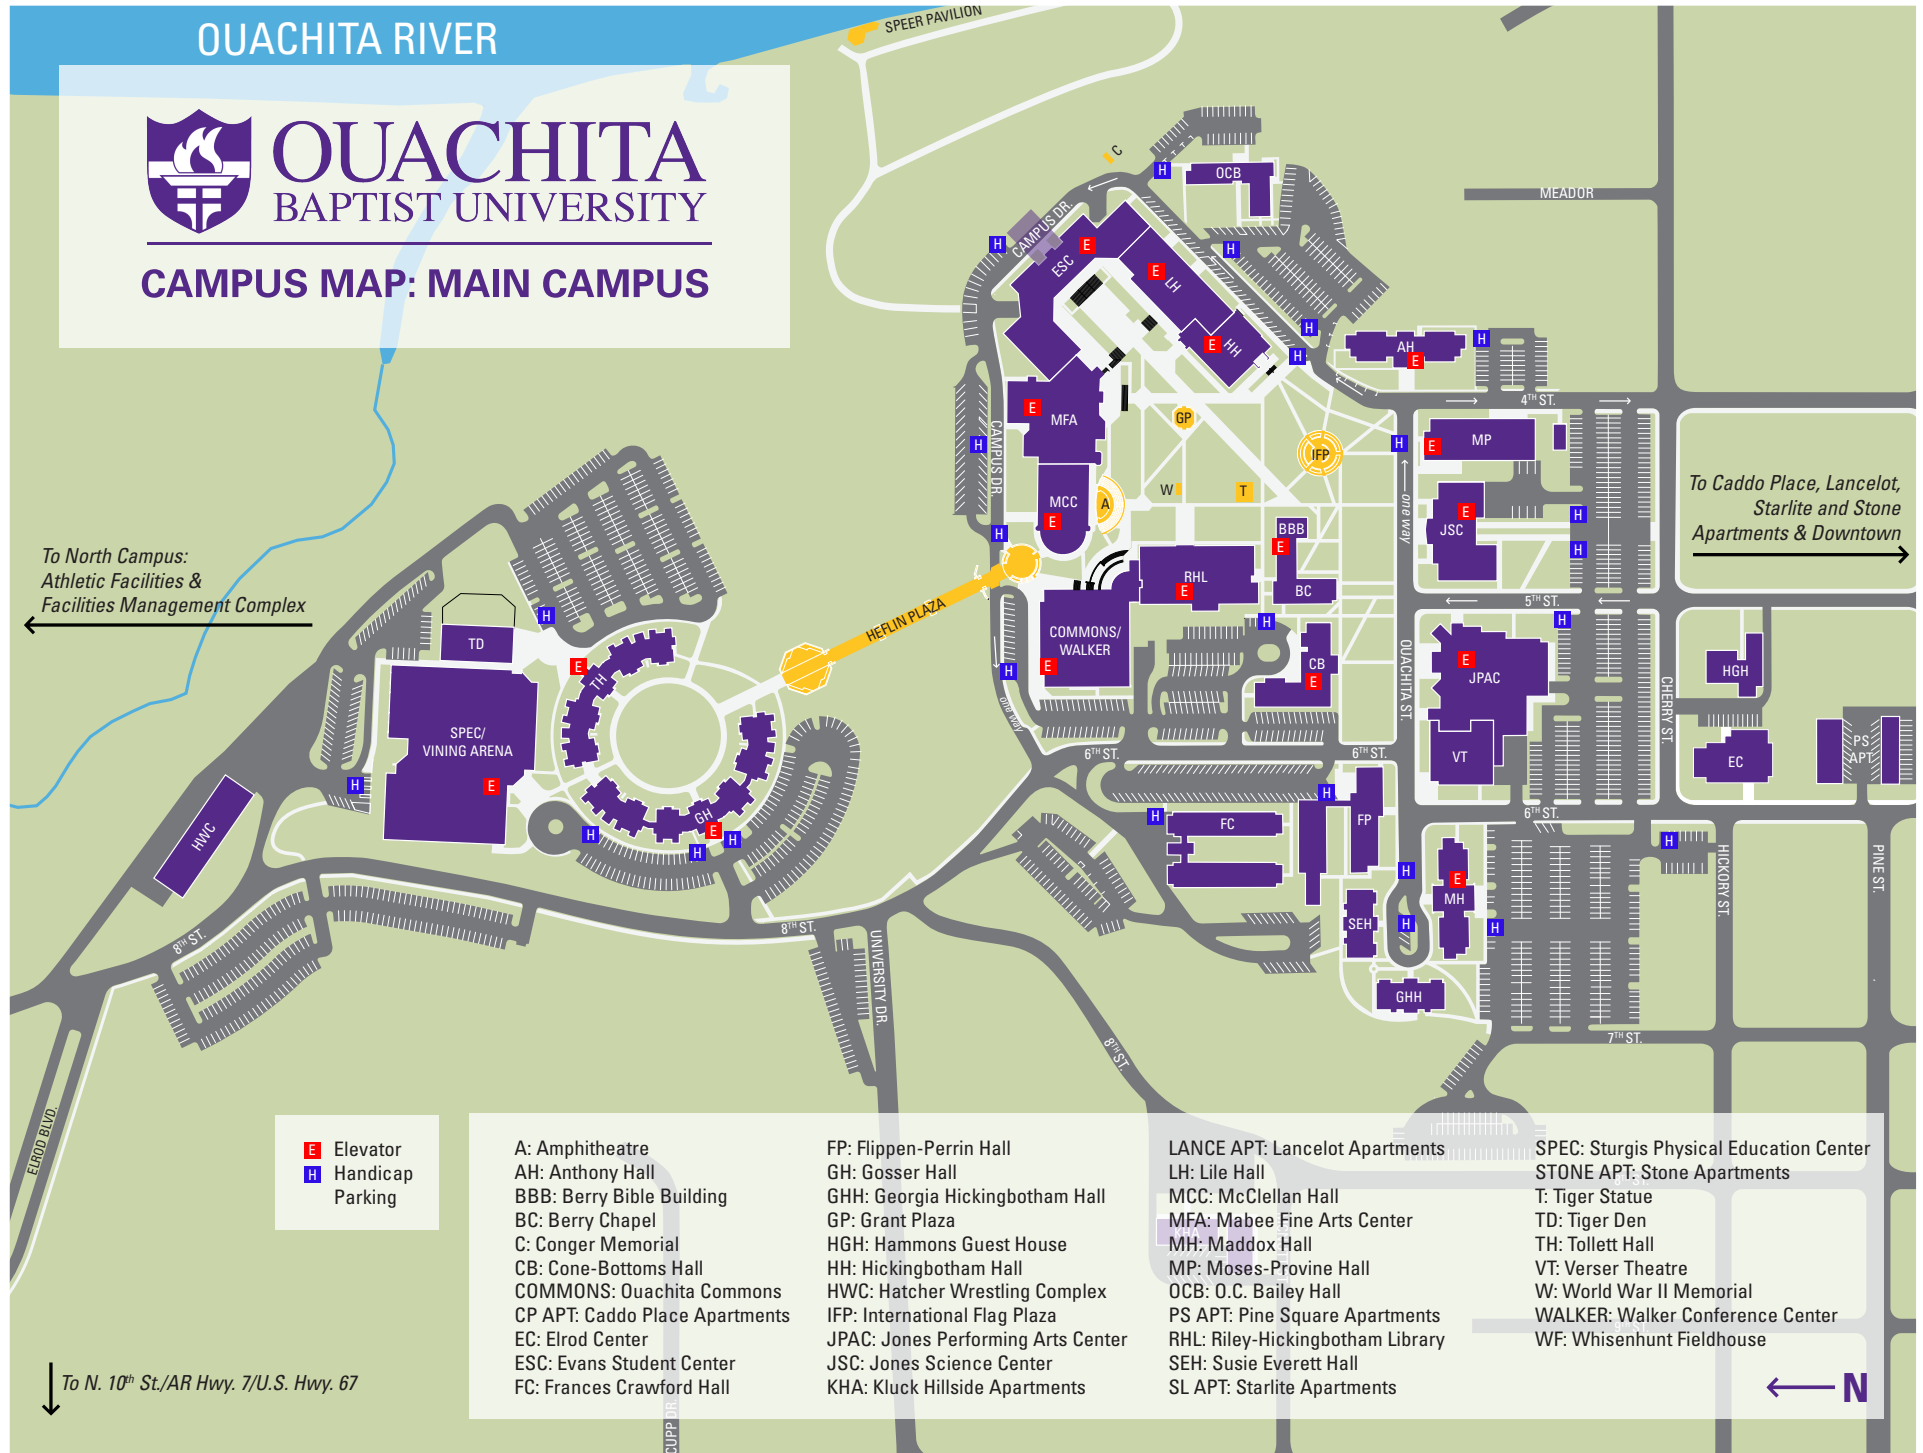 OUACHITA RIVER
SPEER PAVILION
OUACHITA
BAPTIST UNIVERSITY
CAMPUS MAP: MAIN CAMPUS
C
H
OCB
MEADOR
CAMPUS DR.
H
E
ESC
H
E
LH
E
HH
H
H
AH
E
H
4TH ST.
E
MFA
GP
IFP
H
E
MP
H
CAMPUS DR.
MCC
E
A
W
T
one way
E
JSC
H
H
To Caddo Place, Lancelot,
Starlite and Stone
Apartments & Downtown
H
BBB
E
RHL
E
BC
5TH ST.
To North Campus:
Athletic Facilities &
Facilities Management Complex
HEFLIN PLAZA
H
TD
E
TH
COMMONS/
WALKER
E
H
H
CB
E
OUACHITA ST.
H
E
JPAC
HGH
CHERRY ST.
one way
SPEC/
VINING ARENA
E
H
6TH ST.
6TH ST.
VT
EC
PS
APT
HWC
GH
E
H
H
H
H
FC
H
FP
6TH ST.
H
HICKORY ST.
PINE ST.
H
E
MH
H
SEH
H
GHH
8TH ST.
8TH ST.
UNIVERSITY DR.
8TH ST.
7TH ST.
ELROD BLVD.
E Elevator
H Handicap
Parking
A: Amphitheatre
AH: Anthony Hall
BBB: Berry Bible Building
BC: Berry Chapel
C: Conger Memorial
CB: Cone-Bottoms Hall
COMMONS: Ouachita Commons
CP APT: Caddo Place Apartments
EC: Elrod Center
ESC: Evans Student Center
FC: Frances Crawford Hall
FP: Flippen-Perrin Hall
GH: Gosser Hall
GHH: Georgia Hickingbotham Hall
GP: Grant Plaza
HGH: Hammons Guest House
HH: Hickingbotham Hall
HWC: Hatcher Wrestling Complex
IFP: International Flag Plaza
JPAC: Jones Performing Arts Center
JSC: Jones Science Center
KHA: Kluck Hillside Apartments
LANCE APT: Lancelot Apartments
LH: Lile Hall
MCC: McClellan Hall
MFA: Mabee Fine Arts Center
MH: Maddox Hall
MP: Moses-Provine Hall
OCB: O.C. Bailey Hall
PS APT: Pine Square Apartments
RHL: Riley-Hickingbotham Library
SEH: Susie Everett Hall
SL APT: Starlite Apartments
SPEC: Sturgis Physical Education Center
STONE APT: Stone Apartments
T: Tiger Statue
TD: Tiger Den
TH: Tollett Hall
VT: Verser Theatre
W: World War II Memorial
WALKER: Walker Conference Center
WF: Whisenhunt Fieldhouse
KHA
8TH ST.
9TH ST.
CUPP DR.
To N. 10th St./AR Hwy. 7/U.S. Hwy. 67
N